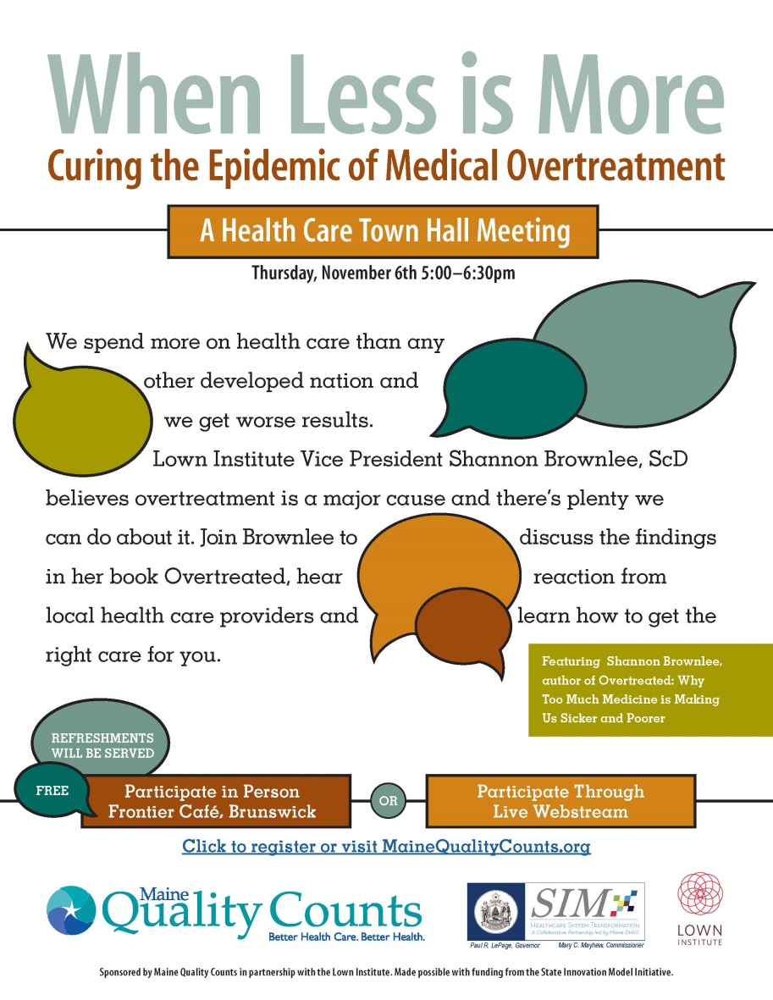 When Less is More
Curing the Epidemic of Medical Overtreatment
A Health Care Town Hall Meeting
Thursday, November 6th 5:00–6:30pm
We spend more on health care than any
other developed nation and
we get worse results.
Lown Institute Vice President Shannon Brownlee, ScD
believes overtreatment is a major cause and there's plenty we
can do about it. Join Brownlee to discuss the findings
in her book Overtreated, hear reaction from
local health care providers and learn how to get the
right care for you.
Featuring Shannon Brownlee,
author of Overtreated: Why
Too Much Medicine is Making
Us Sicker and Poorer
REFRESHMENTS
WILL BE SERVED
FREE
Participate in Person
Frontier Café, Brunswick
OR
Participate Through
Live Webstream
Click to register or visit MaineQualityCounts.org
Maine
Quality Counts
Better Health Care. Better Health.
SIM
HEALTHCARE SYSTEM TRANSFORMATION
A Collaborative Partnership led by Maine DHHS
Paul R. LePage, Governor Mary C. Mayhew, Commissioner
LOWN
INSTITUTE
Sponsored by Maine Quality Counts in partnership with the Lown Institute. Made possible with funding from the State Innovation Model Initiative.